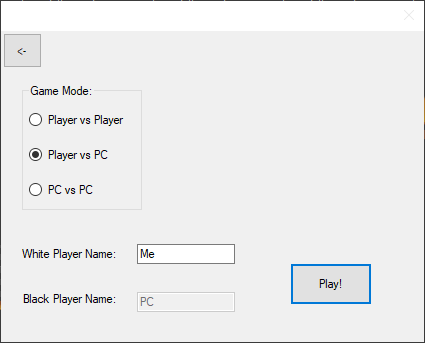 <-
Game Mode:
Player vs Player
Player vs PC
PC vs PC
White Player Name: Me
Black Player Name: PC
Play!